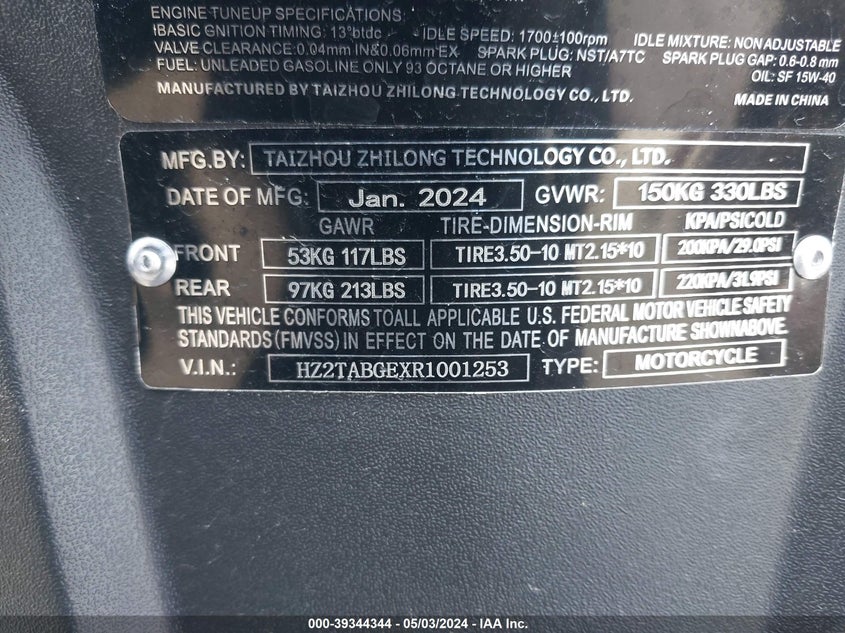 ENGINE TUNEUP SPECIFICATIONS:
IBASIC GNITION TIMING: 13°btdc IDLE SPEED: 1700±100rpm IDLE MIXTURE: NON ADJUSTABLE
VALVE CLEARANCE: 0.04mm IN&0.06mm EX SPARK PLUG: NST/A7TC SPARK PLUG GAP: 0.6-0.8 mm
FUEL: UNLEADED GASOLINE ONLY 93 OCTANE OR HIGHER OIL: SF 15W-40
MANUFACTURED BY TAIZHOU ZHILONG TECHNOLOGY CO., LTD. MADE IN CHINA
MFG.BY: TAIZHOU ZHILONG TECHNOLOGY CO., LTD.
DATE OF MFG: Jan. 2024 GVWR: 150KG 330LBS
GAWR TIRE-DIMENSION-RIM KPA/PSICOLD
FRONT 53KG 117LBS TIRE3.50-10 MT2.15*10 200KPA/29.0PSI
REAR 97KG 213LBS TIRE3.50-10 MT2.15*10 220KPA/31.9PSI
THIS VEHICLE CONFORMS TOALL APPLICABLE U.S. FEDERAL MOTOR VEHICLE SAFETY
STANDARDS (FMVSS) IN EFFECT ON THE DATE OF MANUFACTURE SHOWNABOVE.
V.I.N.: HZ2TABGEXR1001253 TYPE: MOTORCYCLE
000-39344344 - 05/03/2024 - IAA Inc.